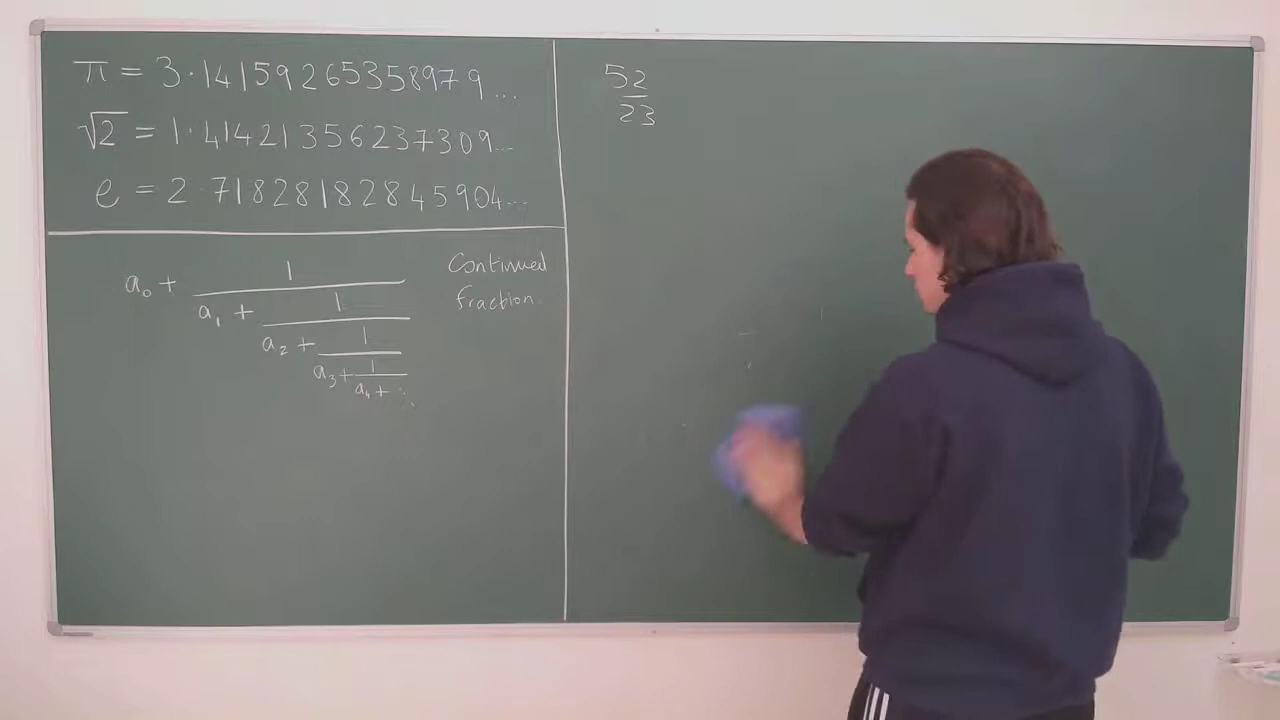 π = 3.14159265358979...
√2 = 1.41421356237309...
e = 2.71828182845904...
a₀ + 1
a₁ + 1
a₂ + 1
a₃ + 1
a₄ + ⋱
Continued
fraction.
52
23